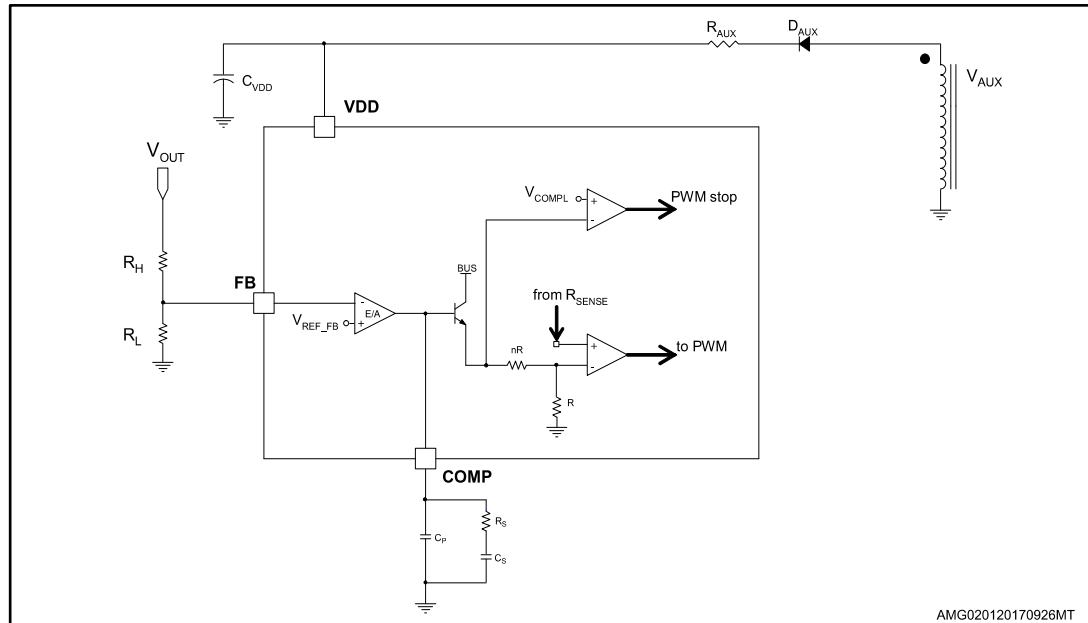 R_AUX
D_AUX
V_AUX
C_VDD
VDD
V_OUT
R_H
R_L
FB
V_REF_FB
-
E/A
+
BUS
V_COMPL
+
-
PWM stop
from R_SENSE
nR
+
-
to PWM
R
COMP
C_P
R_S
C_S
AMG020120170926MT